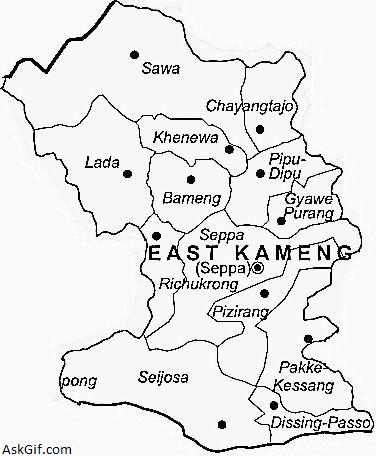 Sawa
Chayangtajo
Khenewa
Lada
Pipu-
Dipu
Bameng
Gyawe
Purang
Seppa
EAST KAMENG
(Seppa)
Richukrong
Pizirang
Pakke-
Kessang
pong
Seijosa
Dissing-Passo
AskGif.com